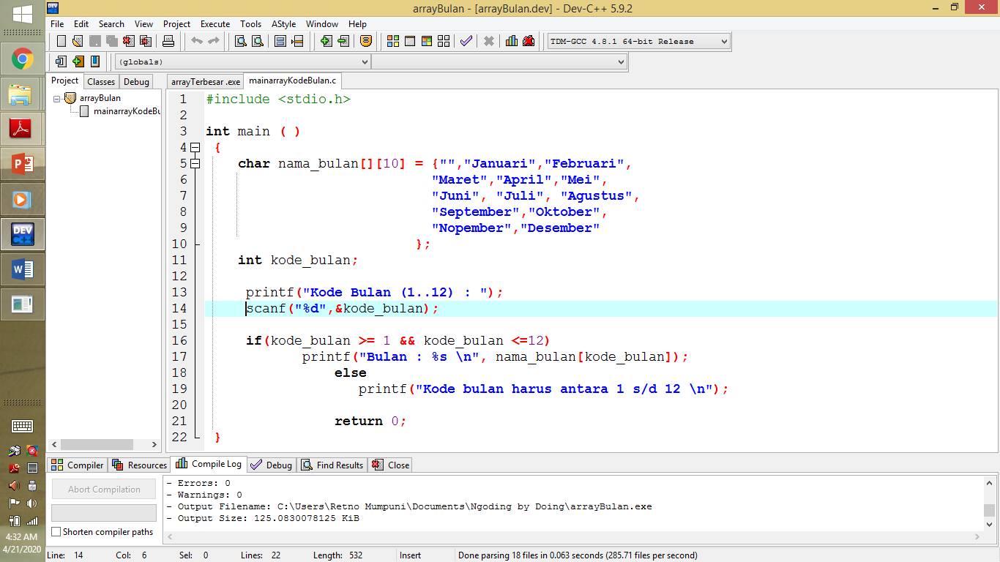 arrayBulan - [arrayBulan.dev] - Dev-C++ 5.9.2
File Edit Search View Project Execute Tools AStyle Window Help
TDM-GCC 4.8.1 64-bit Release
(globals)
Project Classes Debug
arrayTerbesar .exe mainarrayKodeBulan.c
arrayBulan
mainarrayKodeBu
1 #include <stdio.h>
2
3 int main ( )
4 {
5 char nama_bulan[][10] = {"","Januari","Februari",
6 "Maret","April","Mei",
7 "Juni", "Juli", "Agustus",
8 "September","Oktober",
9 "Nopember","Desember"
10 };
11 int kode_bulan;
12
13 printf("Kode Bulan (1..12) : ");
14 scanf("%d",&kode_bulan);
15
16 if(kode_bulan >= 1 && kode_bulan <=12)
17 printf("Bulan : %s \n", nama_bulan[kode_bulan]);
18 else
19 printf("Kode bulan harus antara 1 s/d 12 \n");
20
21 return 0;
22 }
DEV
C++
Compiler Resources Compile Log Debug Find Results Close
Abort Compilation
Shorten compiler paths
- Errors: 0
- Warnings: 0
- Output Filename: C:\Users\Retno Mumpuni\Documents\Ngoding by Doing\arrayBulan.exe
- Output Size: 125.0830078125 KiB
4:32 AM
4/21/2020
Line: 14 Col: 6 Sel: 0 Lines: 22 Length: 532 Insert Done parsing 18 files in 0.063 seconds (285.71 files per second)